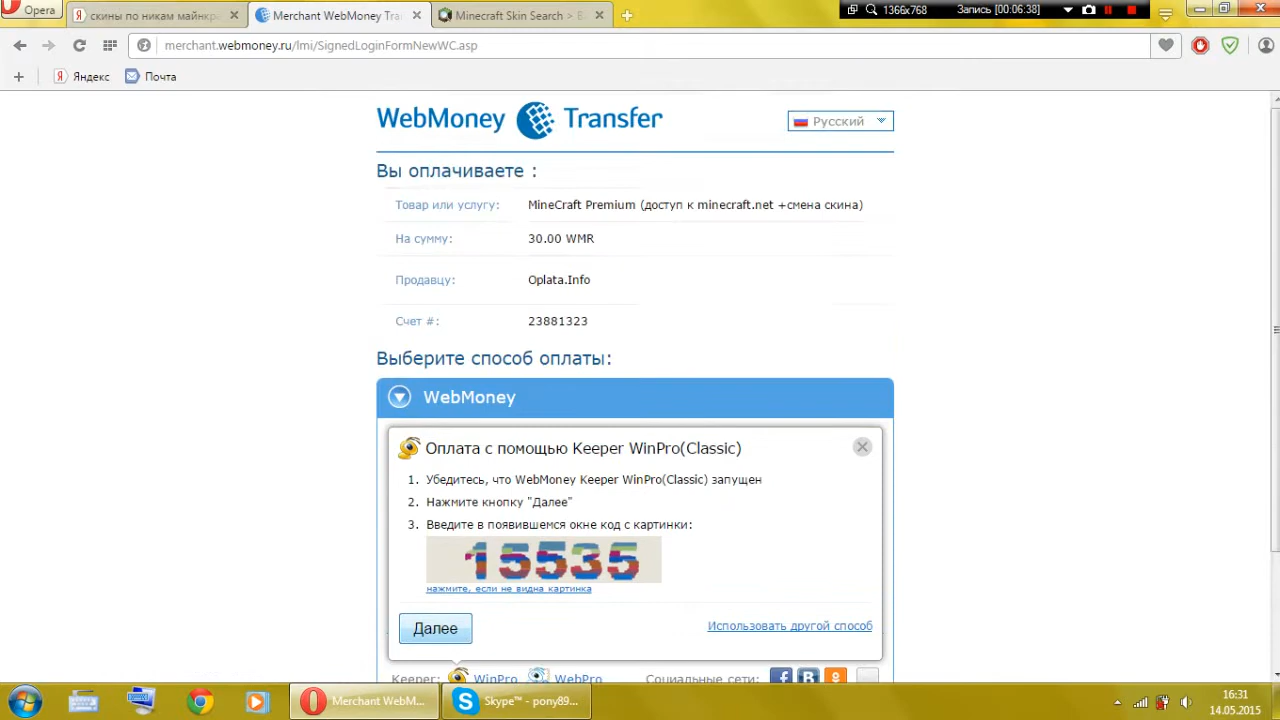 Opera
скины по никам майнкра
Merchant WebMoney Tra
Minecraft Skin Search > B
1366x768
Запись [00:06:38]
merchant.webmoney.ru/lmi/SignedLoginFormNewWC.asp
Яндекс
Почта
WebMoney Transfer
Русский
Вы оплачиваете :
Товар или услугу: MineCraft Premium (доступ к minecraft.net +смена скина)
На сумму: 30.00 WMR
Продавцу: Oplata.Info
Счет #: 23881323
Выберите способ оплаты:
WebMoney
Оплата с помощью Keeper WinPro(Classic)
1. Убедитесь, что WebMoney Keeper WinPro(Classic) запущен
2. Нажмите кнопку "Далее"
3. Введите в появившемся окне код с картинки:
15535
нажмите, если не видна картинка
Далее
Использовать другой способ
Keeper: WinPro WebPro Социальные сети:
Merchant WebM...
Skype™ - pony89...
16:31
14.05.2015